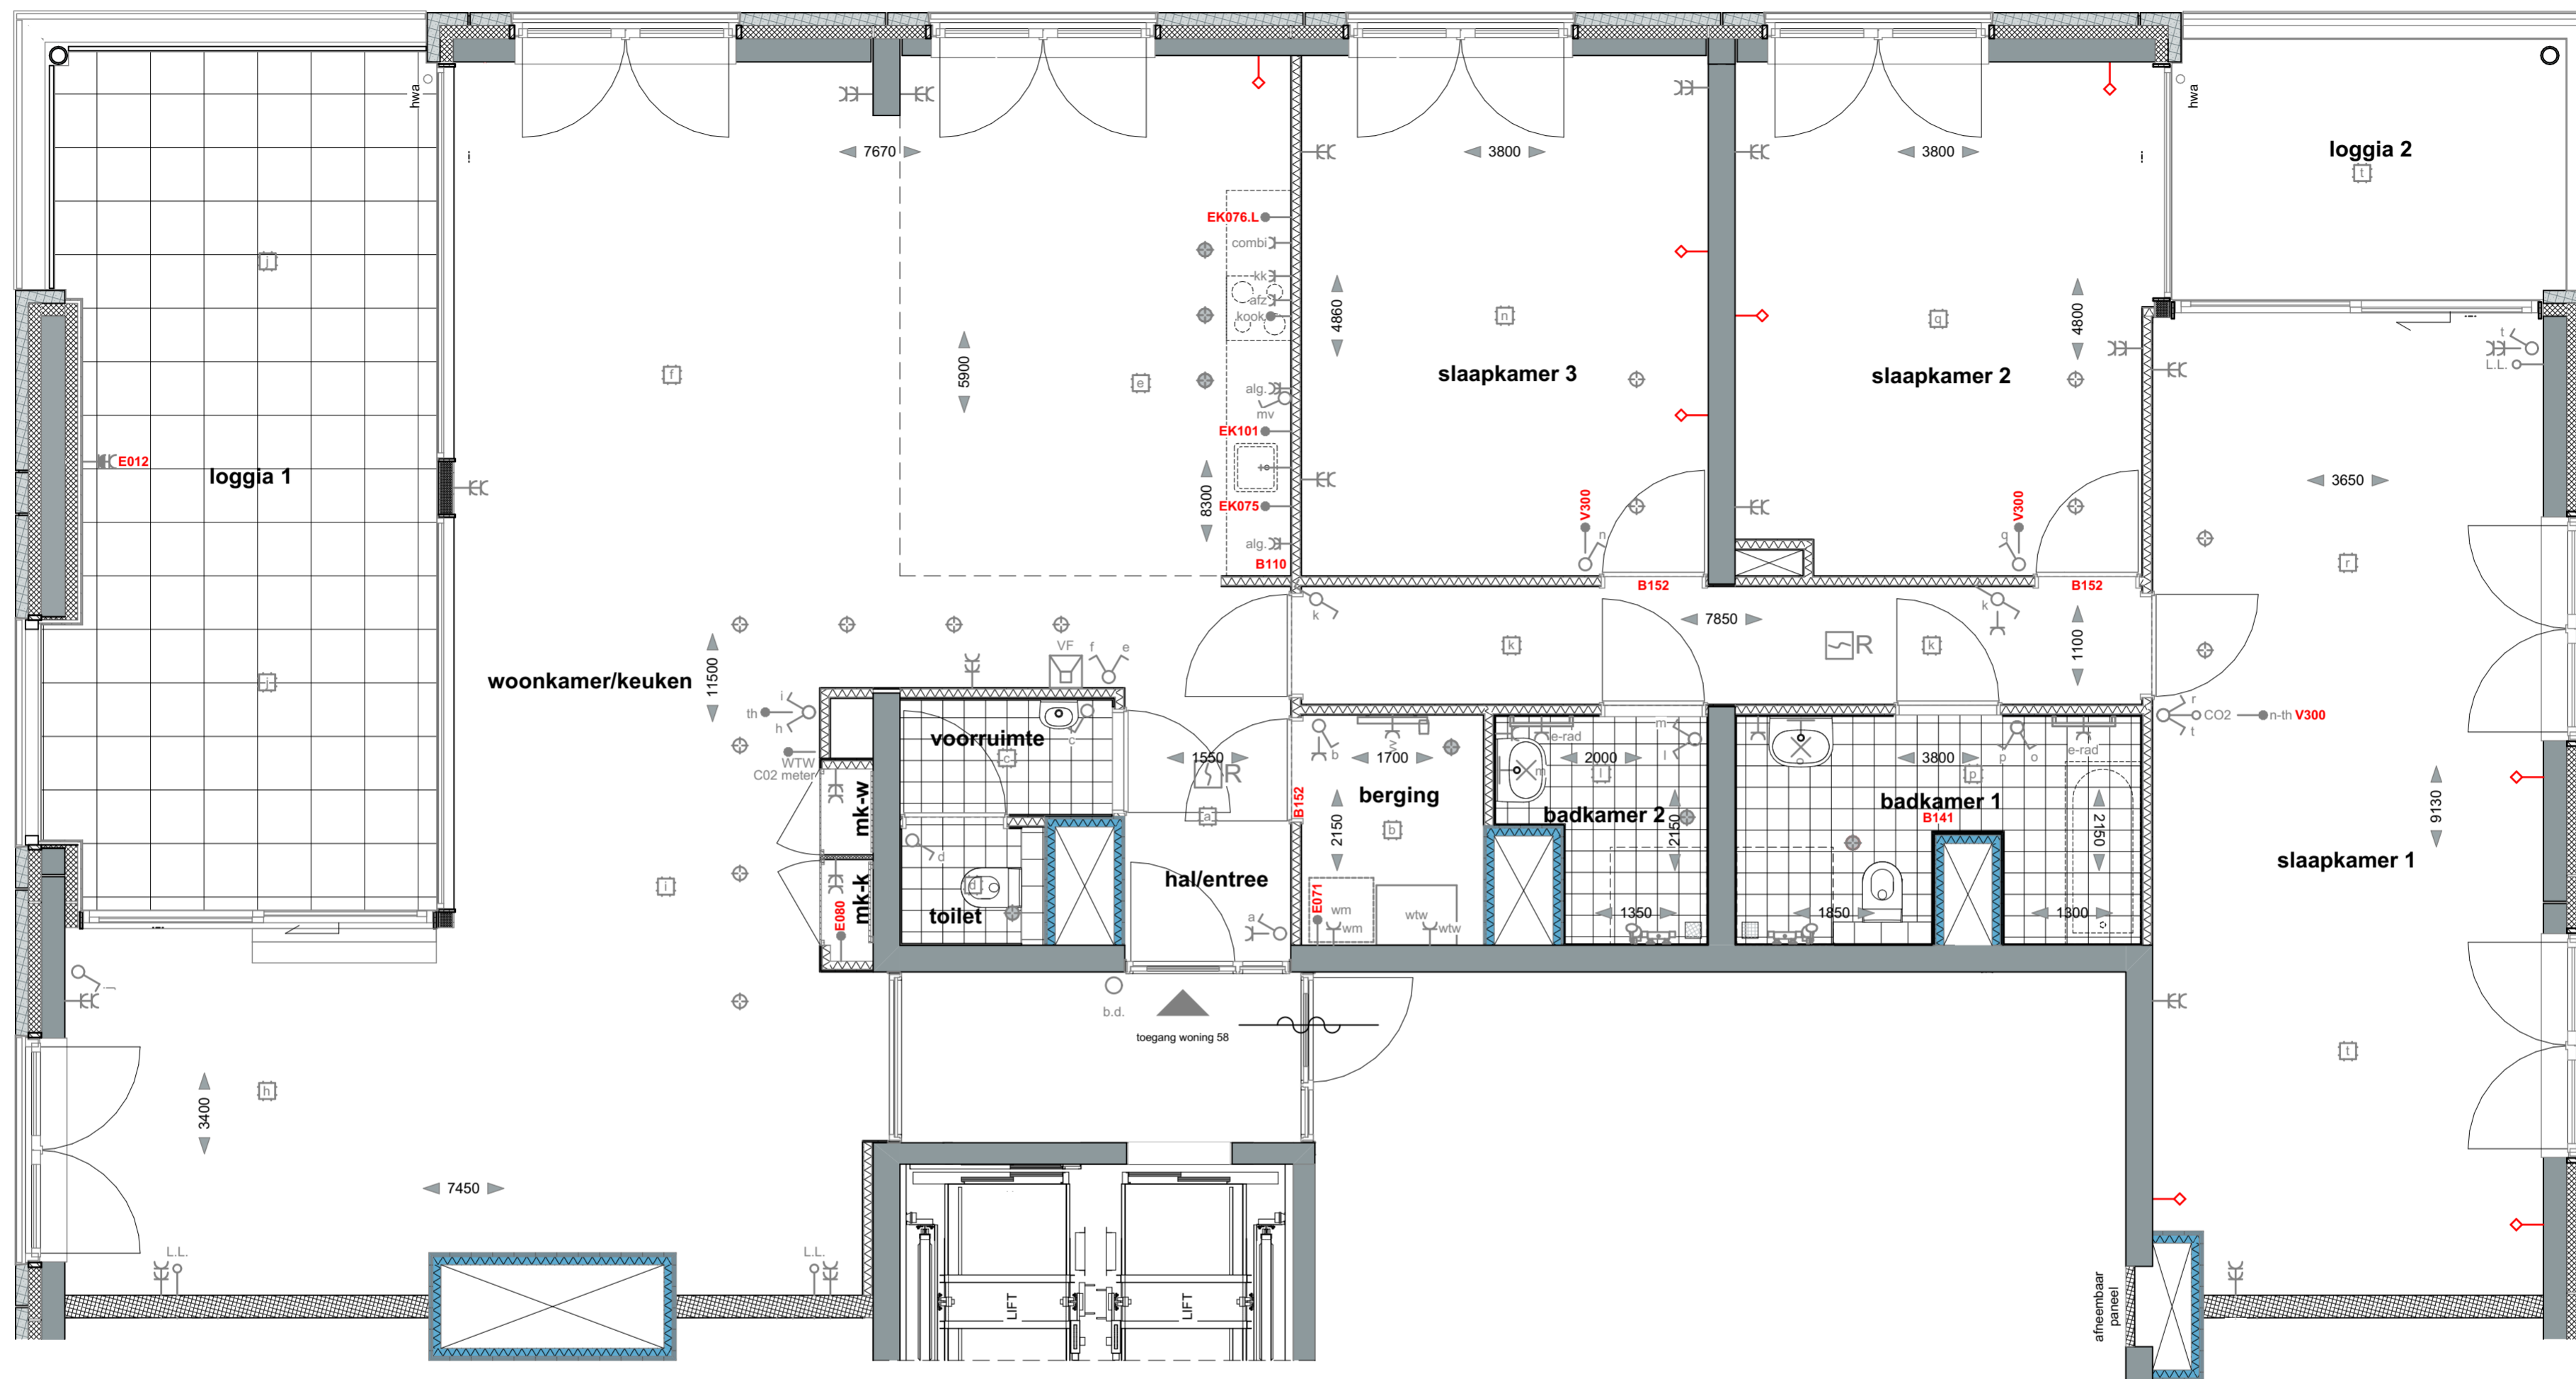 hwa
hwa
7670
3800
3800
loggia 2
t
EK076.L
combi
kk
afz
kook
j
5900
4860
4800
f
e
n
q
slaapkamer 3
slaapkamer 2
t
L.L.
alg.
mv
EK101
E012
loggia 1
8300
EK075
V300
V300
3650
n
q
alg.
B110
r
B152
B152
k
k
7850
1100
VF
f
e
k
R
k
j
woonkamer/keuken
11500
i
th
h
WTW
C02 meter
voorruimte
c
c
1550
R
a
B152
b
1700
w
berging
2150
b
e-rad
m
m
l
2000
l
badkamer 2
2150
o
3800
p
o
p
e-rad
badkamer 1
B141
2150
r
CO2
n-th V300
t
9130
slaapkamer 1
mk-w
mk-k
E080
i
d
d
toilet
hal/entree
a
E071
wm
wm
wtw
wtw
1350
1850
1300
j
b.d.
toegang woning 58
h
3400
t
7450
L.L.
L.L.
LIFT
LIFT
afneembaar
paneel